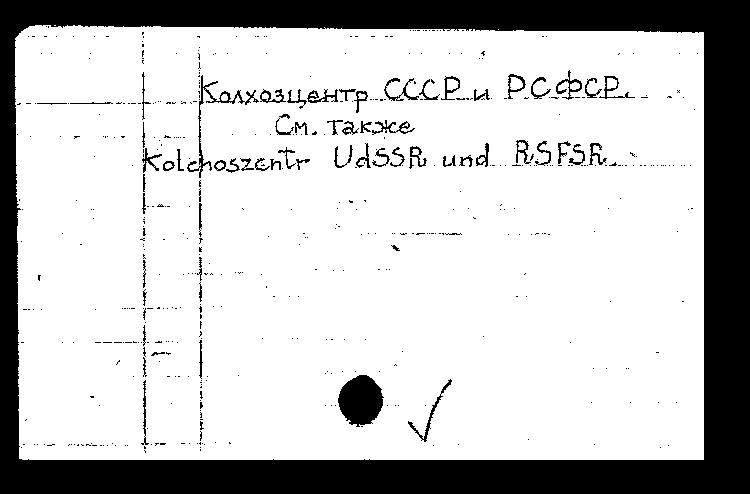 Колхозцентр СССР и РСФСР.
См. также
Kolchoszentr UdSSR und RSFSR.